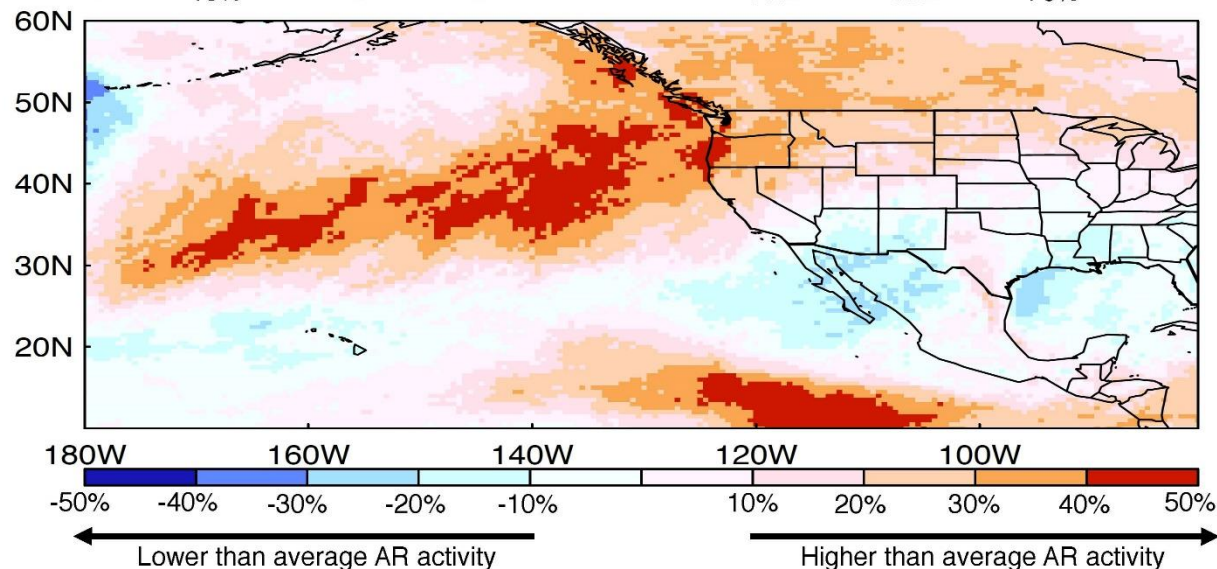 60N
50N
40N
30N
20N
180W 160W 140W 120W 100W
-50% -40% -30% -20% -10% 10% 20% 30% 40% 50%
Lower than average AR activity Higher than average AR activity